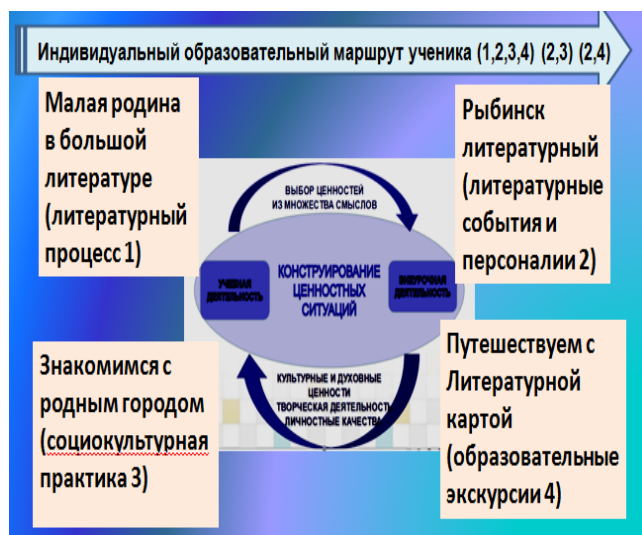 Индивидуальный образовательный маршрут ученика (1,2,3,4) (2,3) (2,4)
Малая родина
в большой
литературе
(литературный
процесс 1)
Рыбинск
литературный
(литературные
события и
персоналии 2)
ВЫБОР ЦЕННОСТЕЙ
ИЗ МНОЖЕСТВА СМЫСЛОВ
УЧЕБНАЯ
ДЕЯТЕЛЬНОСТЬ
КОНСТРУИРОВАНИЕ
ЦЕННОСТНЫХ
СИТУАЦИЙ
ВНЕУРОЧНАЯ
ДЕЯТЕЛЬНОСТЬ
КУЛЬТУРНЫЕ И ДУХОВНЫЕ
ЦЕННОСТИ
ТВОРЧЕСКАЯ ДЕЯТЕЛЬНОСТЬ
ЛИЧНОСТНЫЕ КАЧЕСТВА
Знакомимся с
родным городом
(социокультурная
практика 3)
Путешествуем с
Литературной
картой
(образовательные
экскурсии 4)